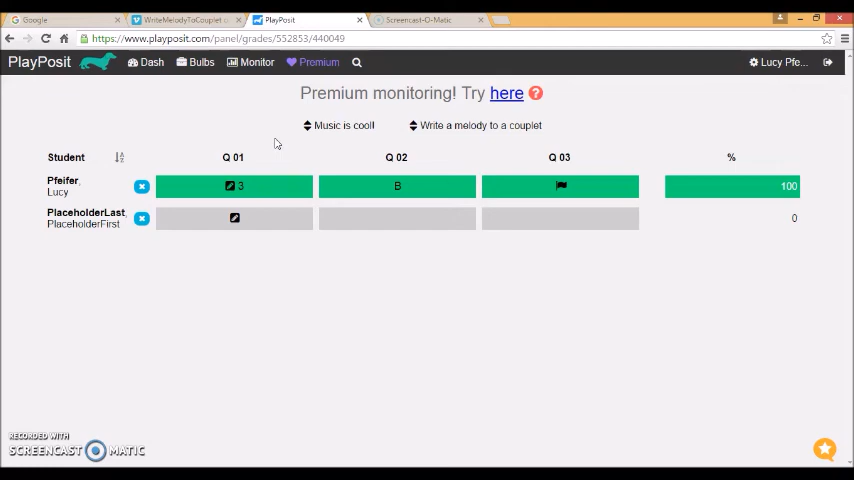 Google
WriteMelodyToCouplet u
PlayPosit
Screencast-O-Matic
https://www.playposit.com/panel/grades/552853/440049
PlayPosit Dash Bulbs Monitor Premium Lucy Pfe...
Premium monitoring! Try here ?
Music is cool! Write a melody to a couplet
Student Q 01 Q 02 Q 03 %
Pfeifer, Lucy 3 B 100
PlaceholderLast, PlaceholderFirst 0
RECORDED WITH
SCREENCAST MATIC